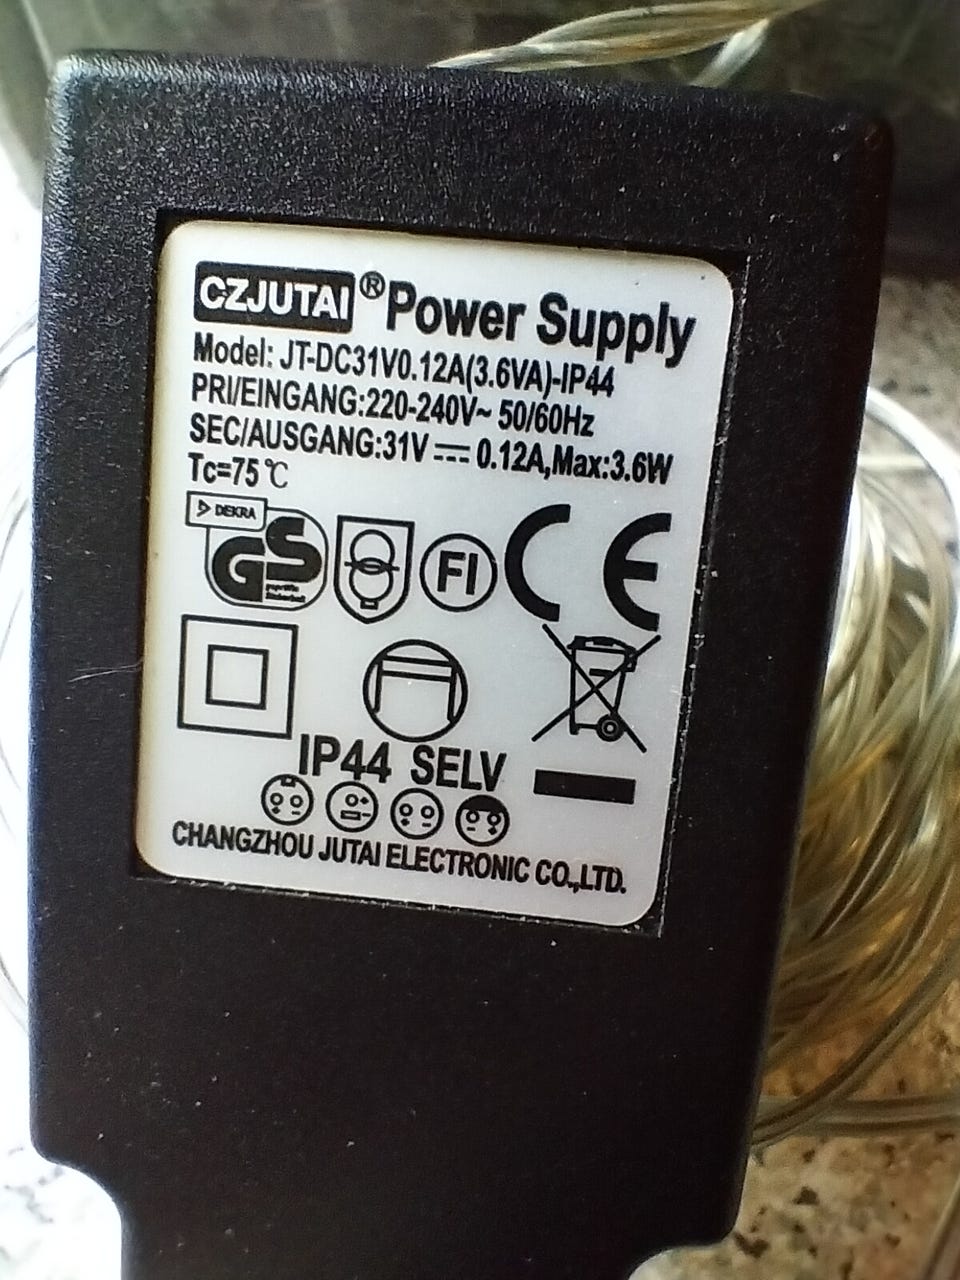 CZJUTAI® Power Supply
Model: JT-DC31V0.12A(3.6VA)-IP44
PRI/EINGANG:220-240V~ 50/60Hz
SEC/AUSGANG:31V ⎓ 0.12A,Max:3.6W
Tc=75℃
DEKRA
GS
FI
CE
IP44 SELV
CHANGZHOU JUTAI ELECTRONIC CO.,LTD.